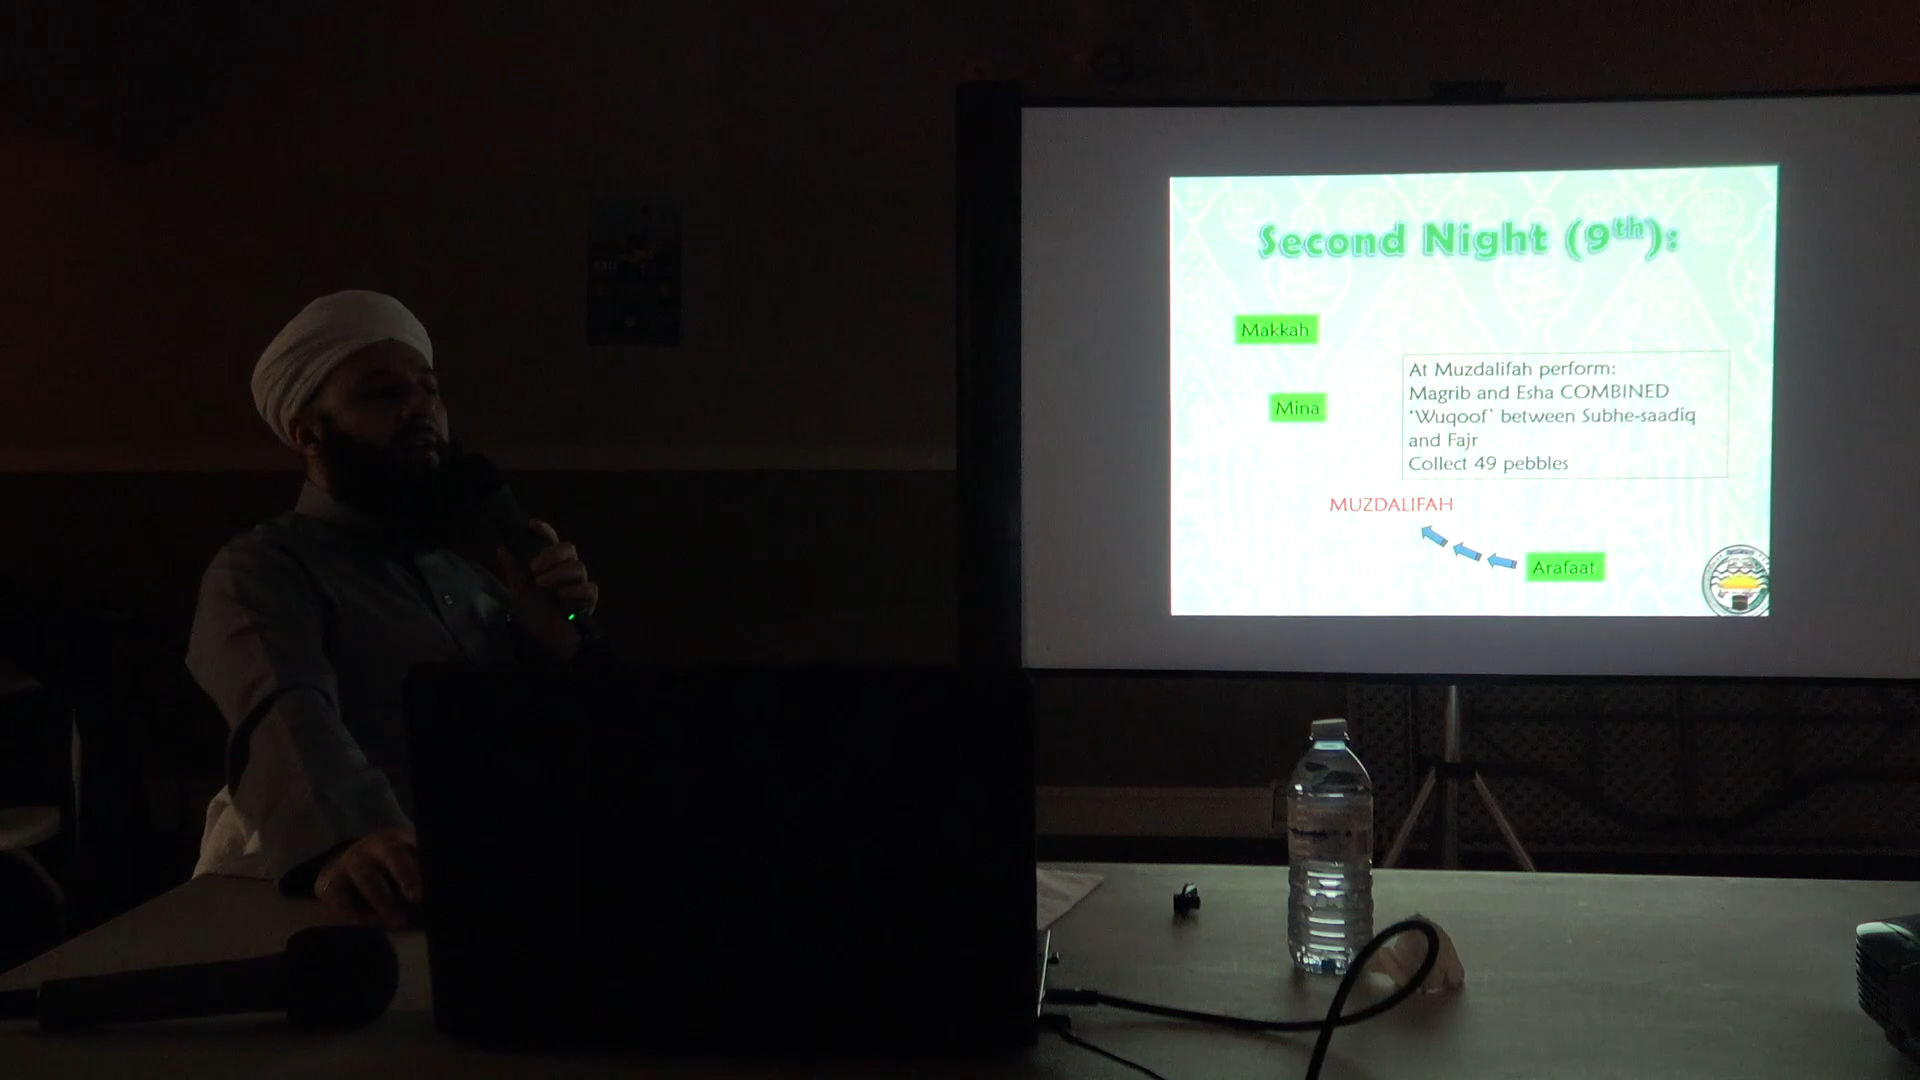 Second Night (9th):
Makkah
At Muzdalifah perform:
Magrib and Esha COMBINED
Mina
‘Wuqoof’ between Subhe-saadiq
and Fajr
Collect 49 pebbles
MUZDALIFAH
Arafaat